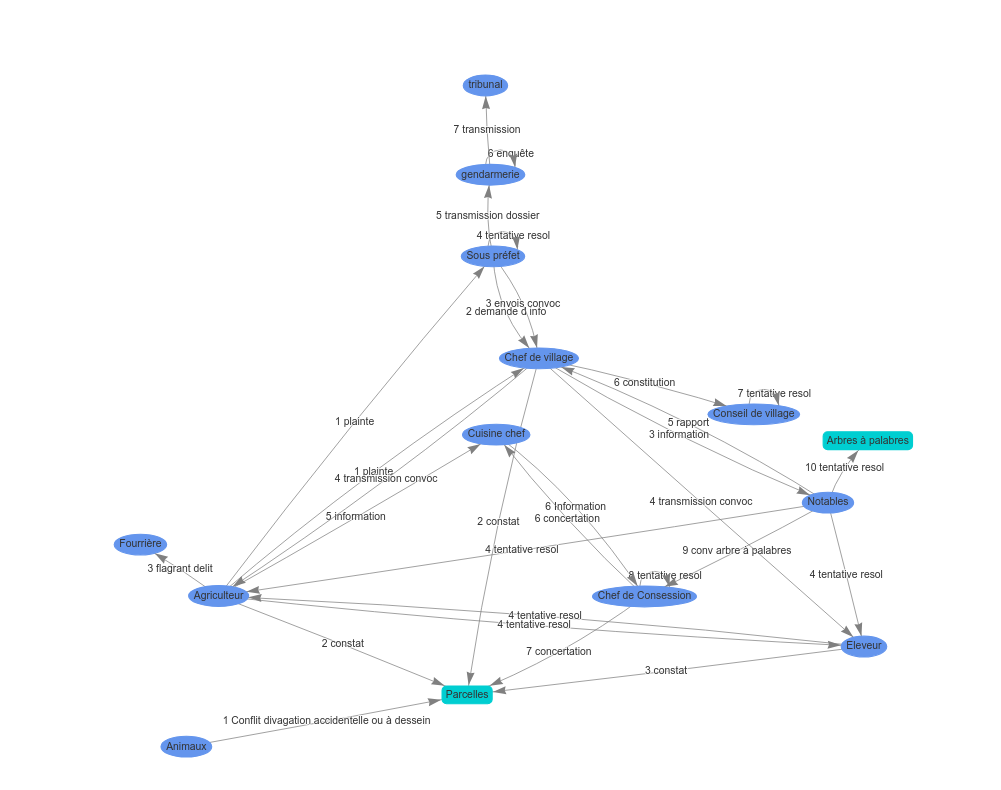 tribunal
7 transmission
6 enquête
gendarmerie
5 transmission dossier
4 tentative resol
Sous préfet
3 envois convoc
2 demande d info
Chef de village
6 constitution
7 tentative resol
Conseil de village
1 plainte
5 rapport
Cuisine chef
3 information
Arbres à palabres
10 tentative resol
1 plainte
4 transmission convoc
4 transmission convoc
Notables
6 Information
5 information
6 concertation
2 constat
Fourrière
4 tentative resol
9 conv arbre à palabres
3 flagrant delit
8 tentative resol
4 tentative resol
Agriculteur
Chef de Consession
4 tentative resol
4 tentative resol
2 constat
Eleveur
7 concertation
3 constat
Parcelles
1 Conflit divagation accidentelle ou à dessein
Animaux